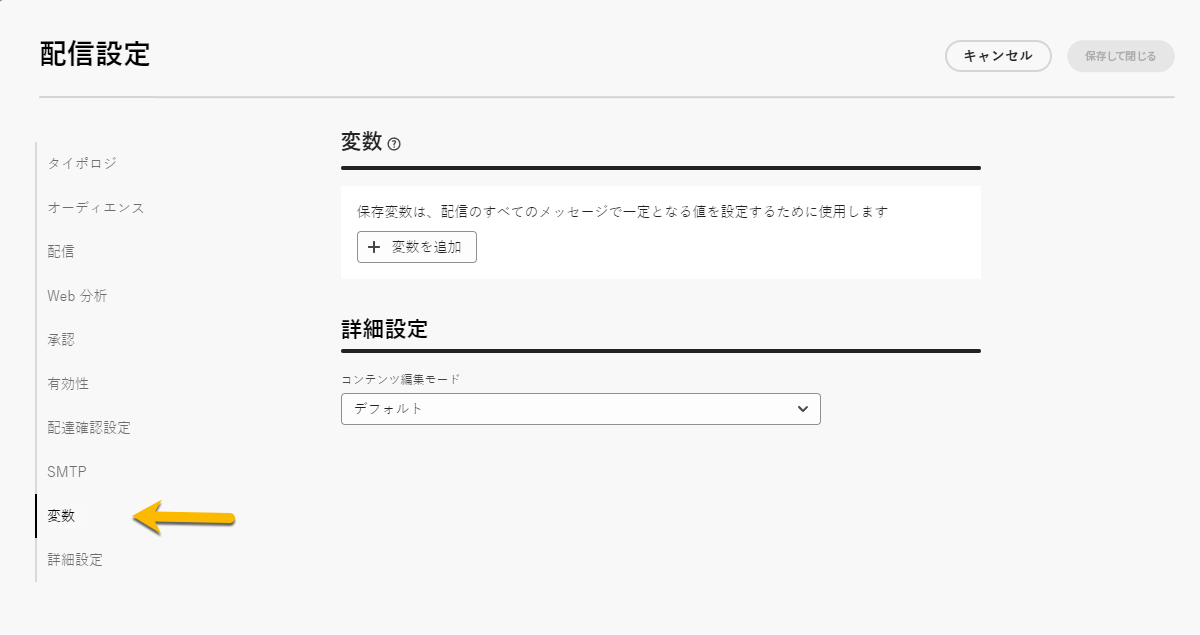 配信設定
キャンセル
保存して閉じる
タイポロジ
オーディエンス
配信
Web 分析
承認
有効性
配達確認設定
SMTP
変数
詳細設定
変数
保存変数は、配信のすべてのメッセージで一定となる値を設定するために使用します
変数を追加
詳細設定
コンテンツ編集モード
デフォルト